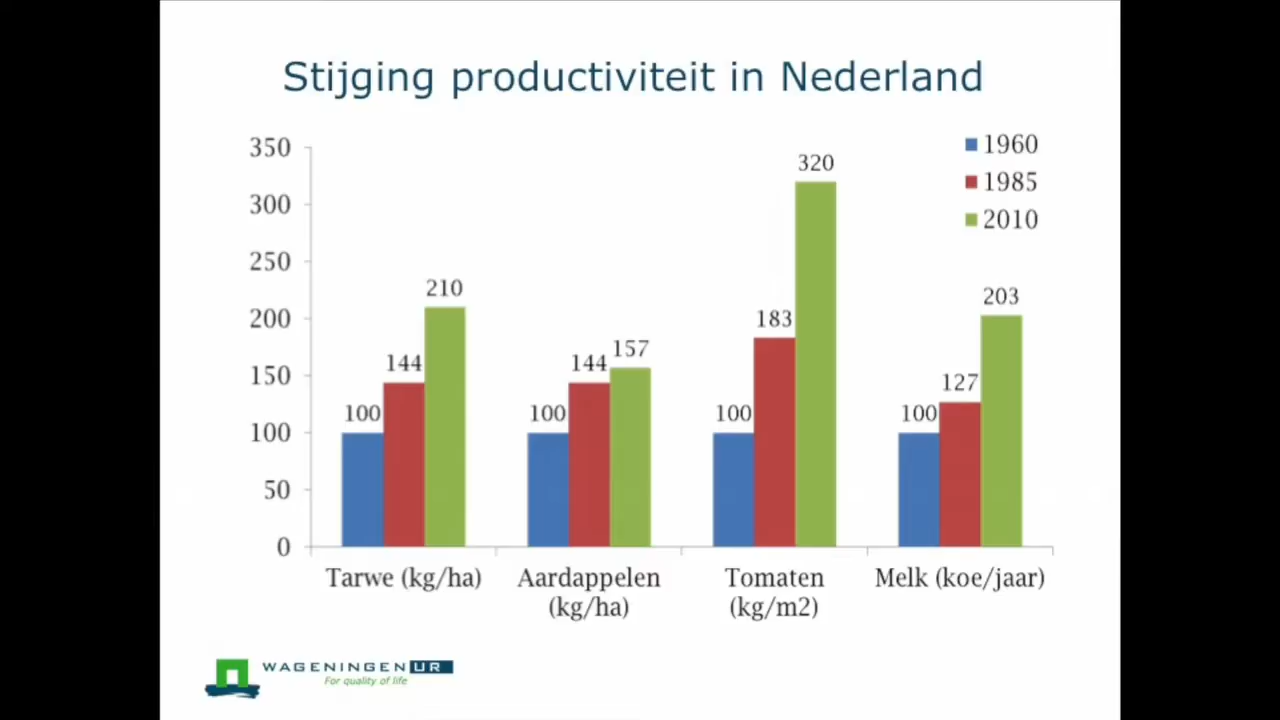 Stijging productiviteit in Nederland
350
300
250
200
150
100
50
0
1960
1985
2010
100
144
210
100
144
157
100
183
320
100
127
203
Tarwe (kg/ha)
Aardappelen
(kg/ha)
Tomaten
(kg/m2)
Melk (koe/jaar)
WAGENINGEN UR
For quality of life